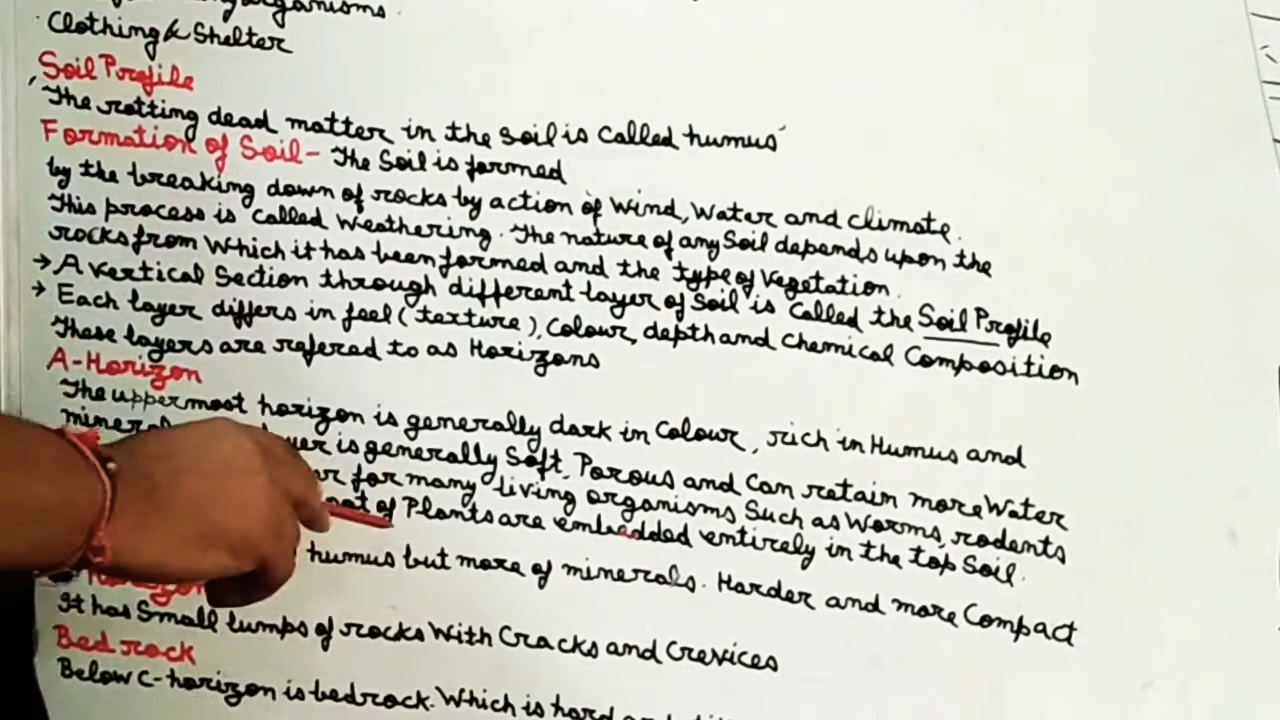 organisms.
Clothing & Shelter
Soil Profile
'The rotting dead matter in the Soil is Called humus'
Formation of Soil - The Soil is formed
by the breaking down of rocks by action of Wind, Water and climate.
This process is called Weathering. The nature of any Soil depends upon the
rocks from Which it has been formed and the type of Vegetation.
→ A vertical Section through different layer of Soil is Called the Soil Profile
→ Each layer differs in feel (texture), Colour, depth and Chemical Composition
These layers are refered to as Horizons
A-Horizon
The uppermost horizon is generally dark in Colour, rich in Humus and
is generally Soft, Porous and Can retain more Water
for many living organisms Such as Worms, rodents
of Plants are embedded entirely in the top Soil.
humus but more of minerals. Harder and more Compact
Horizon
It has Small lumps of rocks With Cracks and Crevices
Bed rock
Below C-horizon is bedrock. Which is hard